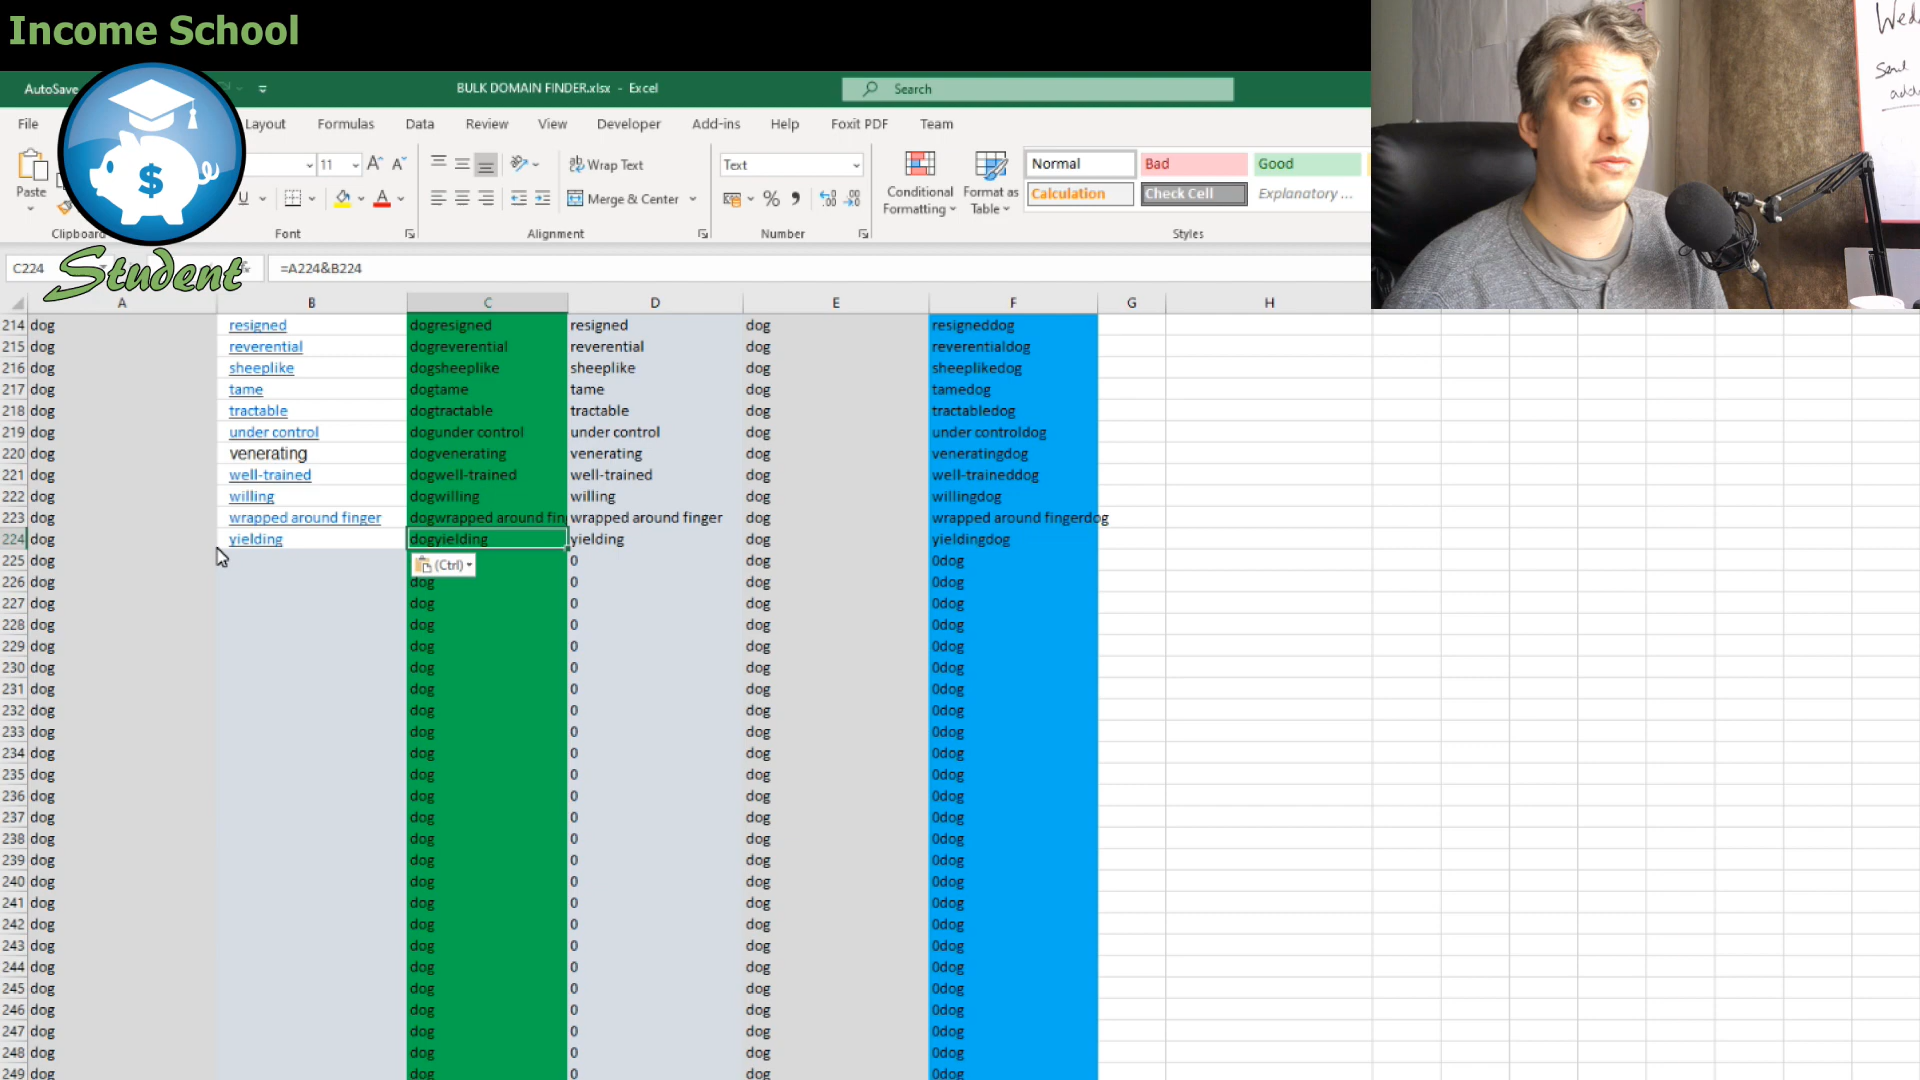 Income School
Student
$
Wed
Send
add
AutoSave
BULK DOMAIN FINDER.xlsx - Excel
Search
File
Layout
Formulas
Data
Review
View
Developer
Add-ins
Help
Foxit PDF
Team
Paste
Clipboard
11
U
Font
Wrap Text
Merge & Center
Alignment
Text
Number
Conditional
Formatting
Format as
Table
Normal
Bad
Good
Calculation
Check Cell
Explanatory ...
Styles
C224
=A224&B224
A B C D E F G H
214 dog resigned dogresigned resigned dog resigneddog
215 dog reverential dogreverential reverential dog reverentialdog
216 dog sheeplike dogsheeplike sheeplike dog sheeplikedog
217 dog tame dogtame tame dog tamedog
218 dog tractable dogtractable tractable dog tractabledog
219 dog under control dogunder control under control dog under controldog
220 dog venerating dogvenerating venerating dog veneratingdog
221 dog well-trained dogwell-trained well-trained dog well-traineddog
222 dog willing dogwilling willing dog willingdog
223 dog wrapped around finger dogwrapped around fin wrapped around finger dog wrapped around fingerdog
224 dog yielding dogyielding yielding dog yieldingdog
225 dog (Ctrl) 0 dog 0dog
226 dog dog 0 dog 0dog
227 dog dog 0 dog 0dog
228 dog dog 0 dog 0dog
229 dog dog 0 dog 0dog
230 dog dog 0 dog 0dog
231 dog dog 0 dog 0dog
232 dog dog 0 dog 0dog
233 dog dog 0 dog 0dog
234 dog dog 0 dog 0dog
235 dog dog 0 dog 0dog
236 dog dog 0 dog 0dog
237 dog dog 0 dog 0dog
238 dog dog 0 dog 0dog
239 dog dog 0 dog 0dog
240 dog dog 0 dog 0dog
241 dog dog 0 dog 0dog
242 dog dog 0 dog 0dog
243 dog dog 0 dog 0dog
244 dog dog 0 dog 0dog
245 dog dog 0 dog 0dog
246 dog dog 0 dog 0dog
247 dog dog 0 dog 0dog
248 dog dog 0 dog 0dog
249 dog dog 0 dog 0dog